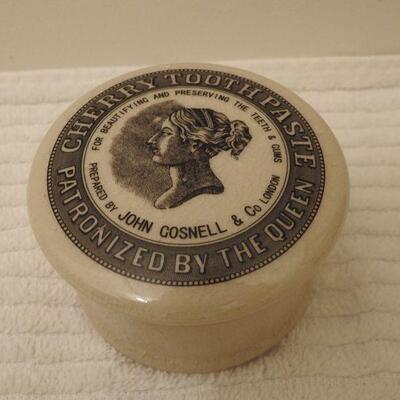 CHERRY TOOTH PASTE
FOR BEAUTIFYING AND PRESERVING THE TEETH & GUMS
PREPARED BY JOHN GOSNELL & Co LONDON
PATRONIZED BY THE QUEEN